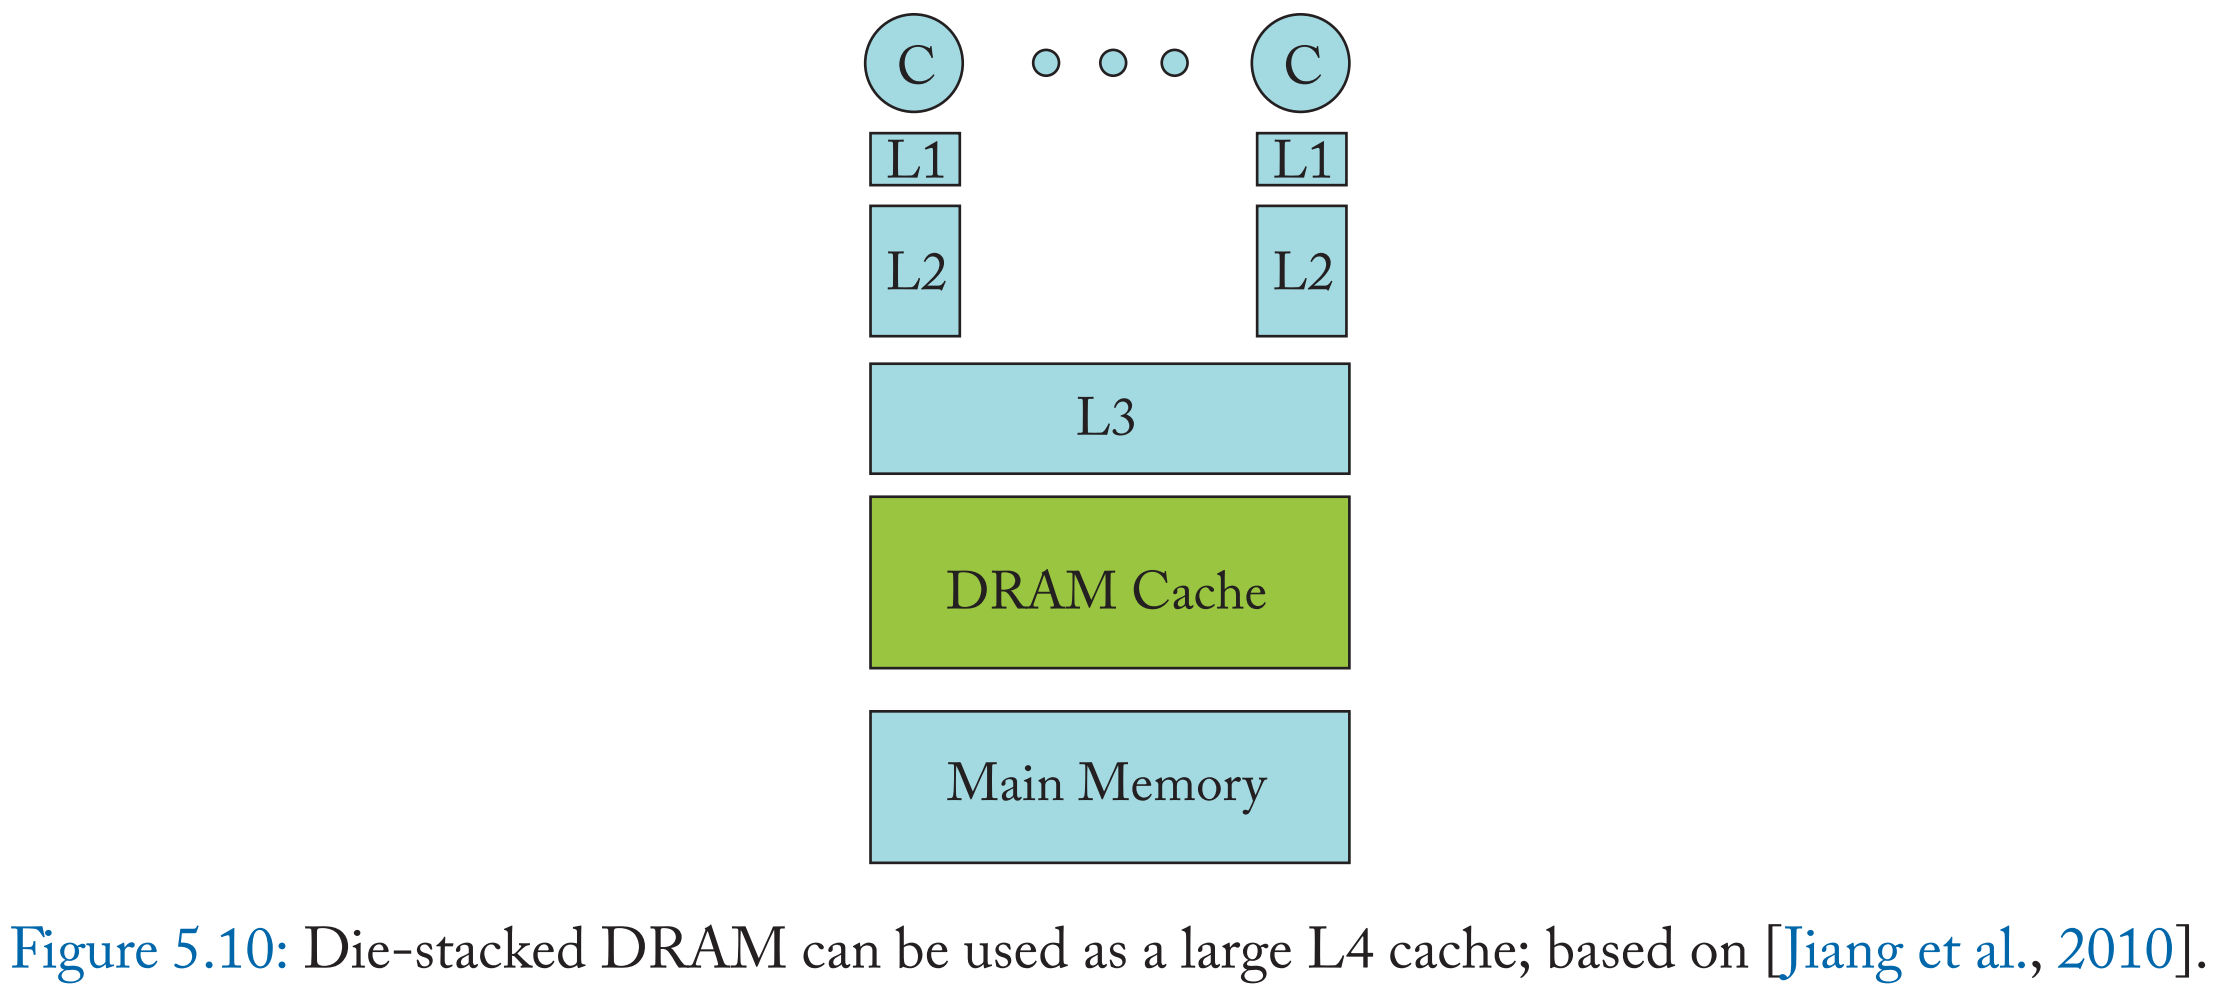 C C
L1 L1
L2 L2
L3
DRAM Cache
Main Memory
Figure 5.10: Die-stacked DRAM can be used as a large L4 cache; based on [Jiang et al., 2010].